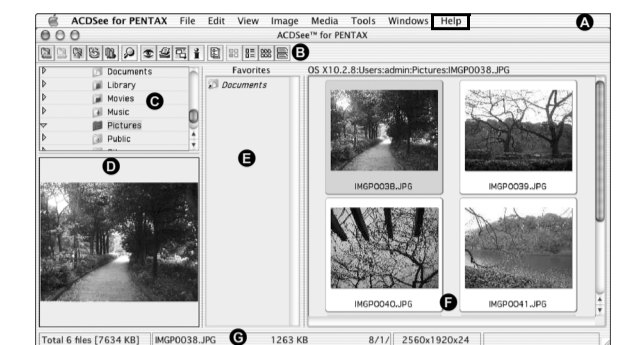 ACDSee for PENTAX File Edit View Image Media Tools Windows Help A
ACDSee™ for PENTAX
B
Documents
Library
Movies
Music
Pictures
Public
C
Favorites
Documents
E
OS X10.2.8:Users:admin:Pictures:IMGP0038.JPG
IMGP0038.JPG
IMGP0039.JPG
IMGP0040.JPG
IMGP0041.JPG
D
F
Total 6 files [7634 KB] IMGP0038.JPG G 1263 KB 8/1/ 2560x1920x24